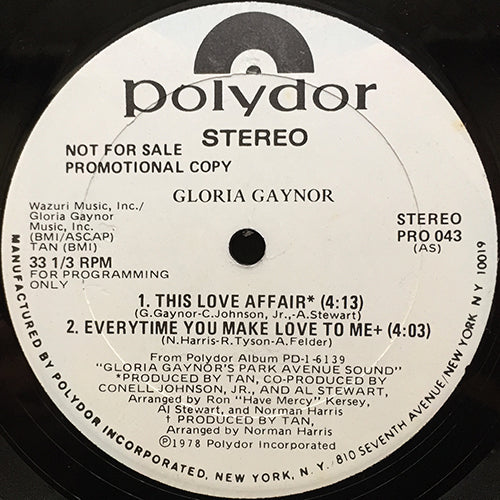 polydor
STEREO
NOT FOR SALE
PROMOTIONAL COPY
GLORIA GAYNOR
Wazuri Music, Inc./
Gloria Gaynor
Music, Inc.
(BMI/ASCAP)
TAN (BMI)
33 1/3 RPM
FOR PROGRAMMING
ONLY
STEREO
PRO 043
(AS)
1. THIS LOVE AFFAIR* (4:13)
(G.Gaynor-C.Johnson, Jr.,-A.Stewart)
2. EVERYTIME YOU MAKE LOVE TO ME+ (4:03)
(N.Harris-R.Tyson-A.Felder)
From Polydor Album PD-1-6139
"GLORIA GAYNOR'S PARK AVENUE SOUND"
*PRODUCED BY TAN, CO-PRODUCED BY
CONELL JOHNSON, JR., AND AL STEWART,
Arranged by Ron "Have Mercy" Kersey,
Al Stewart, and Norman Harris
† PRODUCED BY TAN,
Arranged by Norman Harris
Ⓟ1978 Polydor Incorporated
MANUFACTURED BY POLYDOR INCORPORATED, NEW YORK, N.Y./810 SEVENTH AVENUE/NEW YORK, N Y 10019